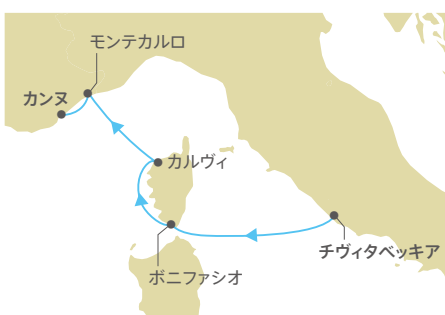 モンテカルロ
カンヌ
カルヴィ
チヴィタベッキア
ボニファシオ